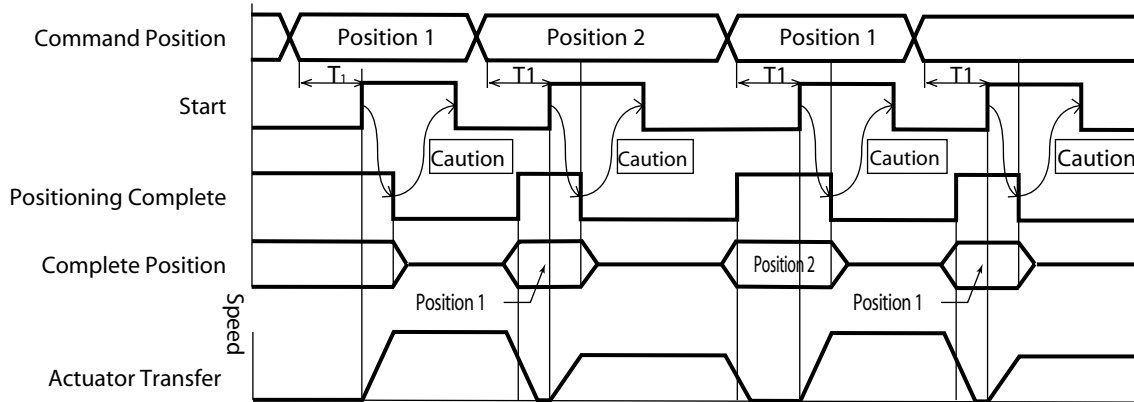 Command Position
Position 1
Position 2
Position 1
T1
T1
T1
T1
Start
Caution
Caution
Caution
Caution
Positioning Complete
Complete Position
Position 2
Position 1
Position 1
Speed
Actuator Transfer